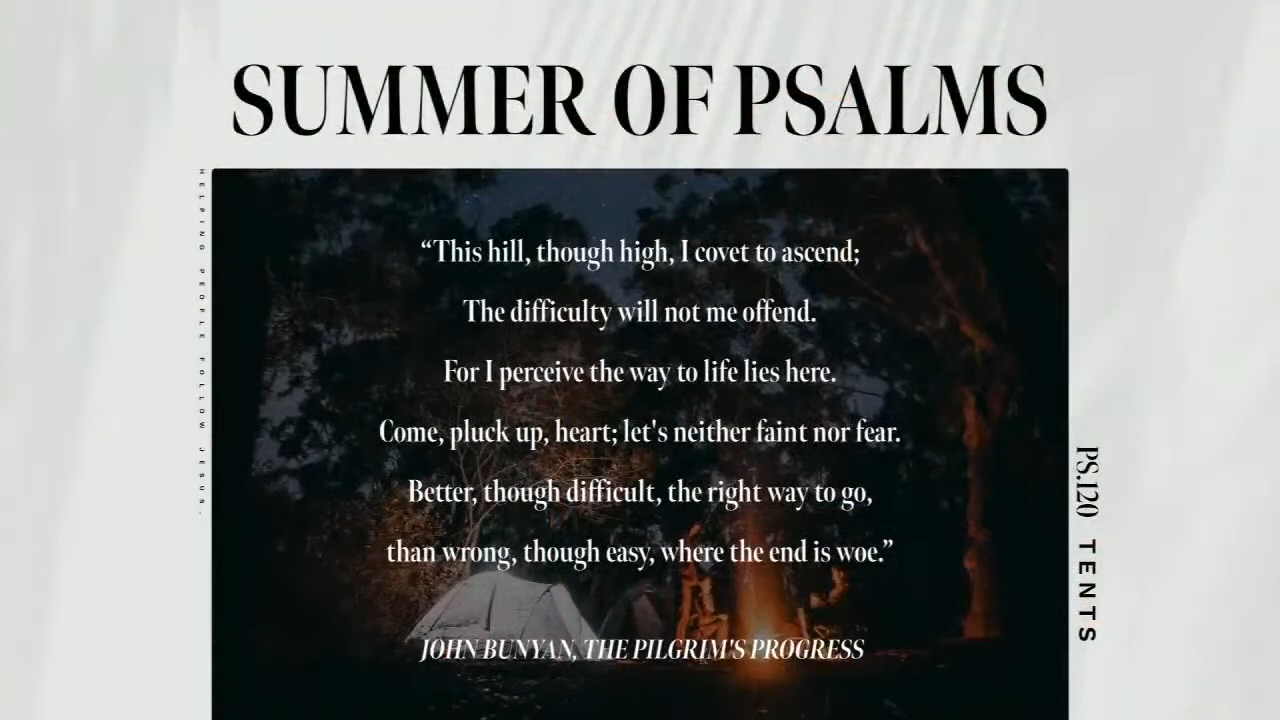 SUMMER OF PSALMS
HELPING PEOPLE FOLLOW JESUS.
“This hill, though high, I covet to ascend;
The difficulty will not me offend.
For I perceive the way to life lies here.
Come, pluck up, heart; let's neither faint nor fear.
Better, though difficult, the right way to go,
than wrong, though easy, where the end is woe.”
JOHN BUNYAN, THE PILGRIM'S PROGRESS
PS.120 TENTS